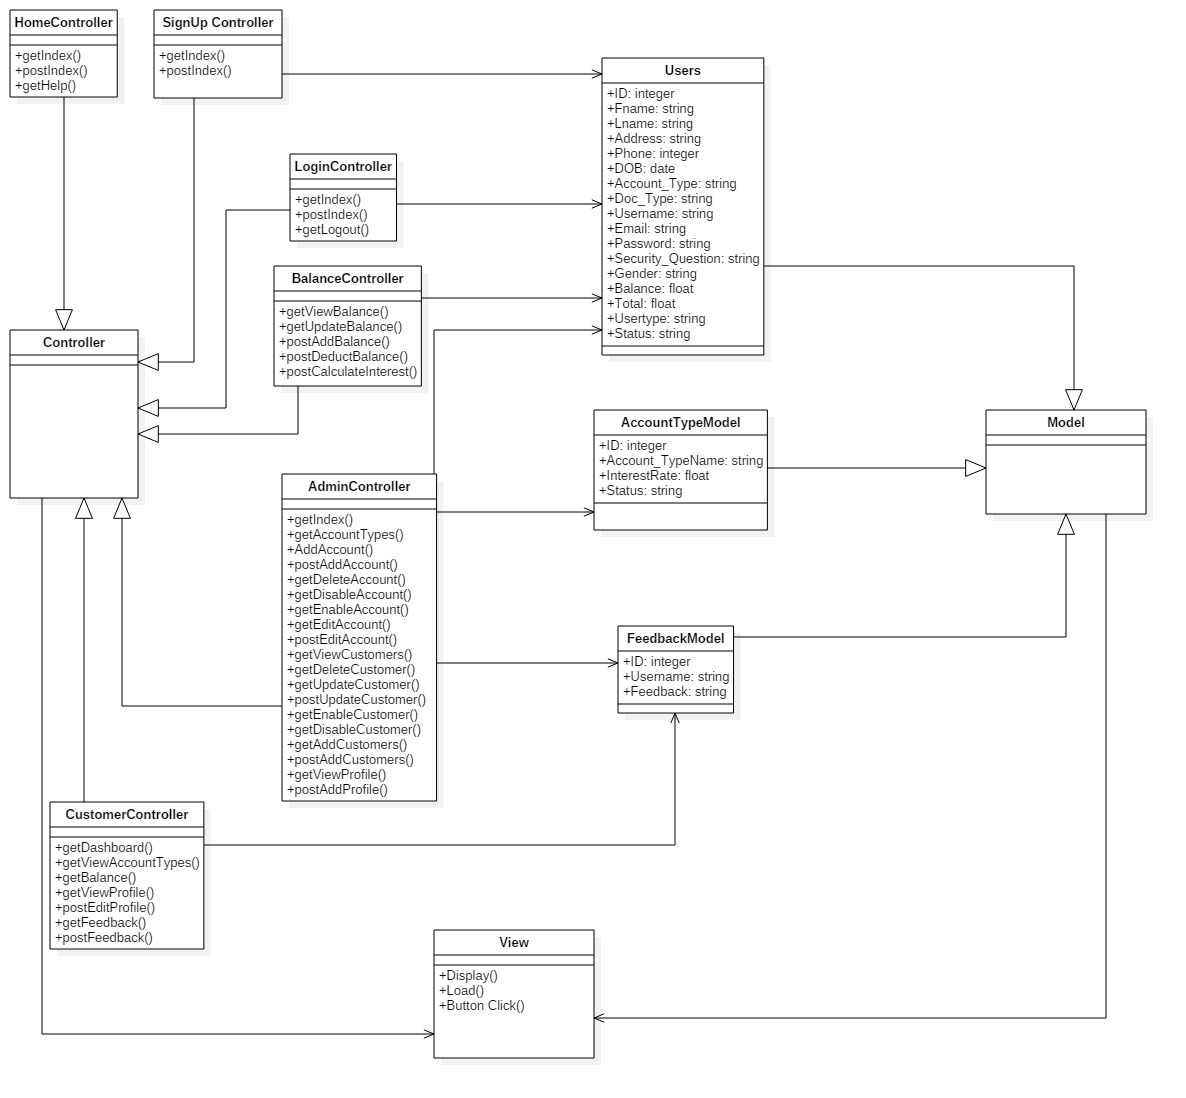 HomeController
+getIndex()
+postIndex()
+getHelp()
SignUp Controller
+getIndex()
+postIndex()
Users
+ID: integer
+Fname: string
+Lname: string
+Address: string
+Phone: integer
+DOB: date
+Account_Type: string
+Doc_Type: string
+Username: string
+Email: string
+Password: string
+Security_Question: string
+Gender: string
+Balance: float
+Total: float
+Usertype: string
+Status: string
LoginController
+getIndex()
+postIndex()
+getLogout()
BalanceController
+getViewBalance()
+getUpdateBalance()
+postAddBalance()
+postDeductBalance()
+postCalculateInterest()
Controller
AccountTypeModel
+ID: integer
+Account_TypeName: string
+InterestRate: float
+Status: string
Model
AdminController
+getIndex()
+getAccountTypes()
+AddAccount()
+postAddAccount()
+getDeleteAccount()
+getDisableAccount()
+getEnableAccount()
+getEditAccount()
+postEditAccount()
+getViewCustomers()
+getDeleteCustomer()
+getUpdateCustomer()
+postUpdateCustomer()
+getEnableCustomer()
+getDisableCustomer()
+getAddCustomers()
+postAddCustomers()
+getViewProfile()
+postAddProfile()
FeedbackModel
+ID: integer
+Username: string
+Feedback: string
CustomerController
+getDashboard()
+getViewAccountTypes()
+getBalance()
+getViewProfile()
+postEditProfile()
+getFeedback()
+postFeedback()
View
+Display()
+Load()
+Button Click()